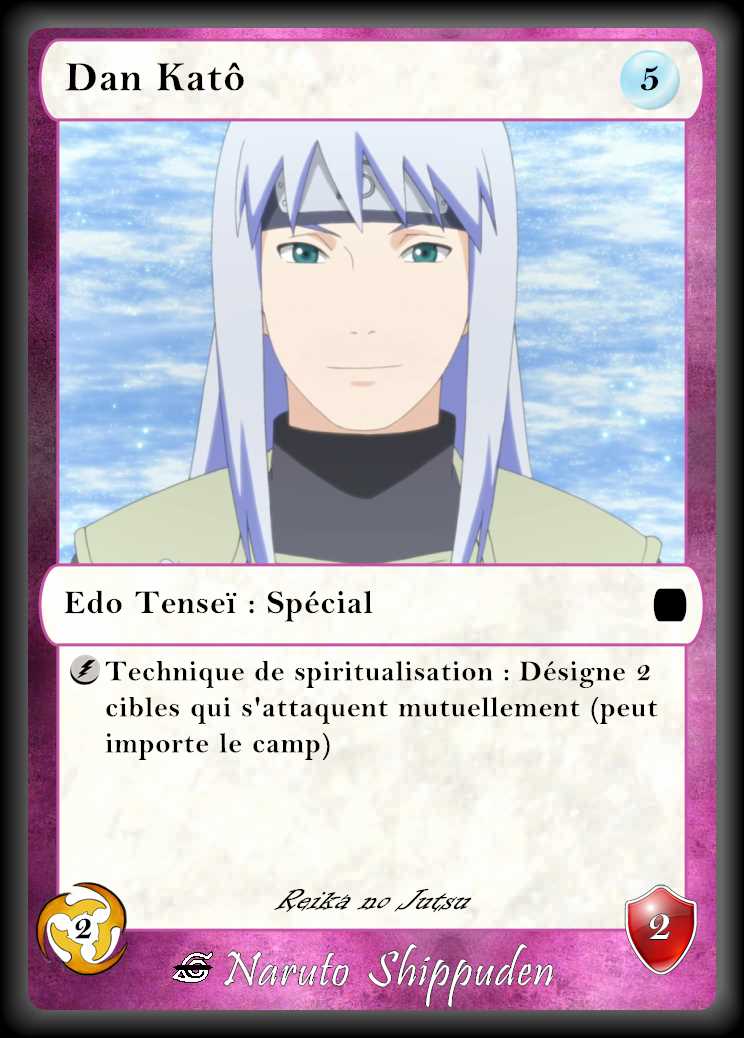 Dan Katô
5
Edo Tenseï : Spécial
Technique de spiritualisation : Désigne 2
cibles qui s'attaquent mutuellement (peut
importe le camp)
Reika no Jutsu
2
2
Naruto Shippuden